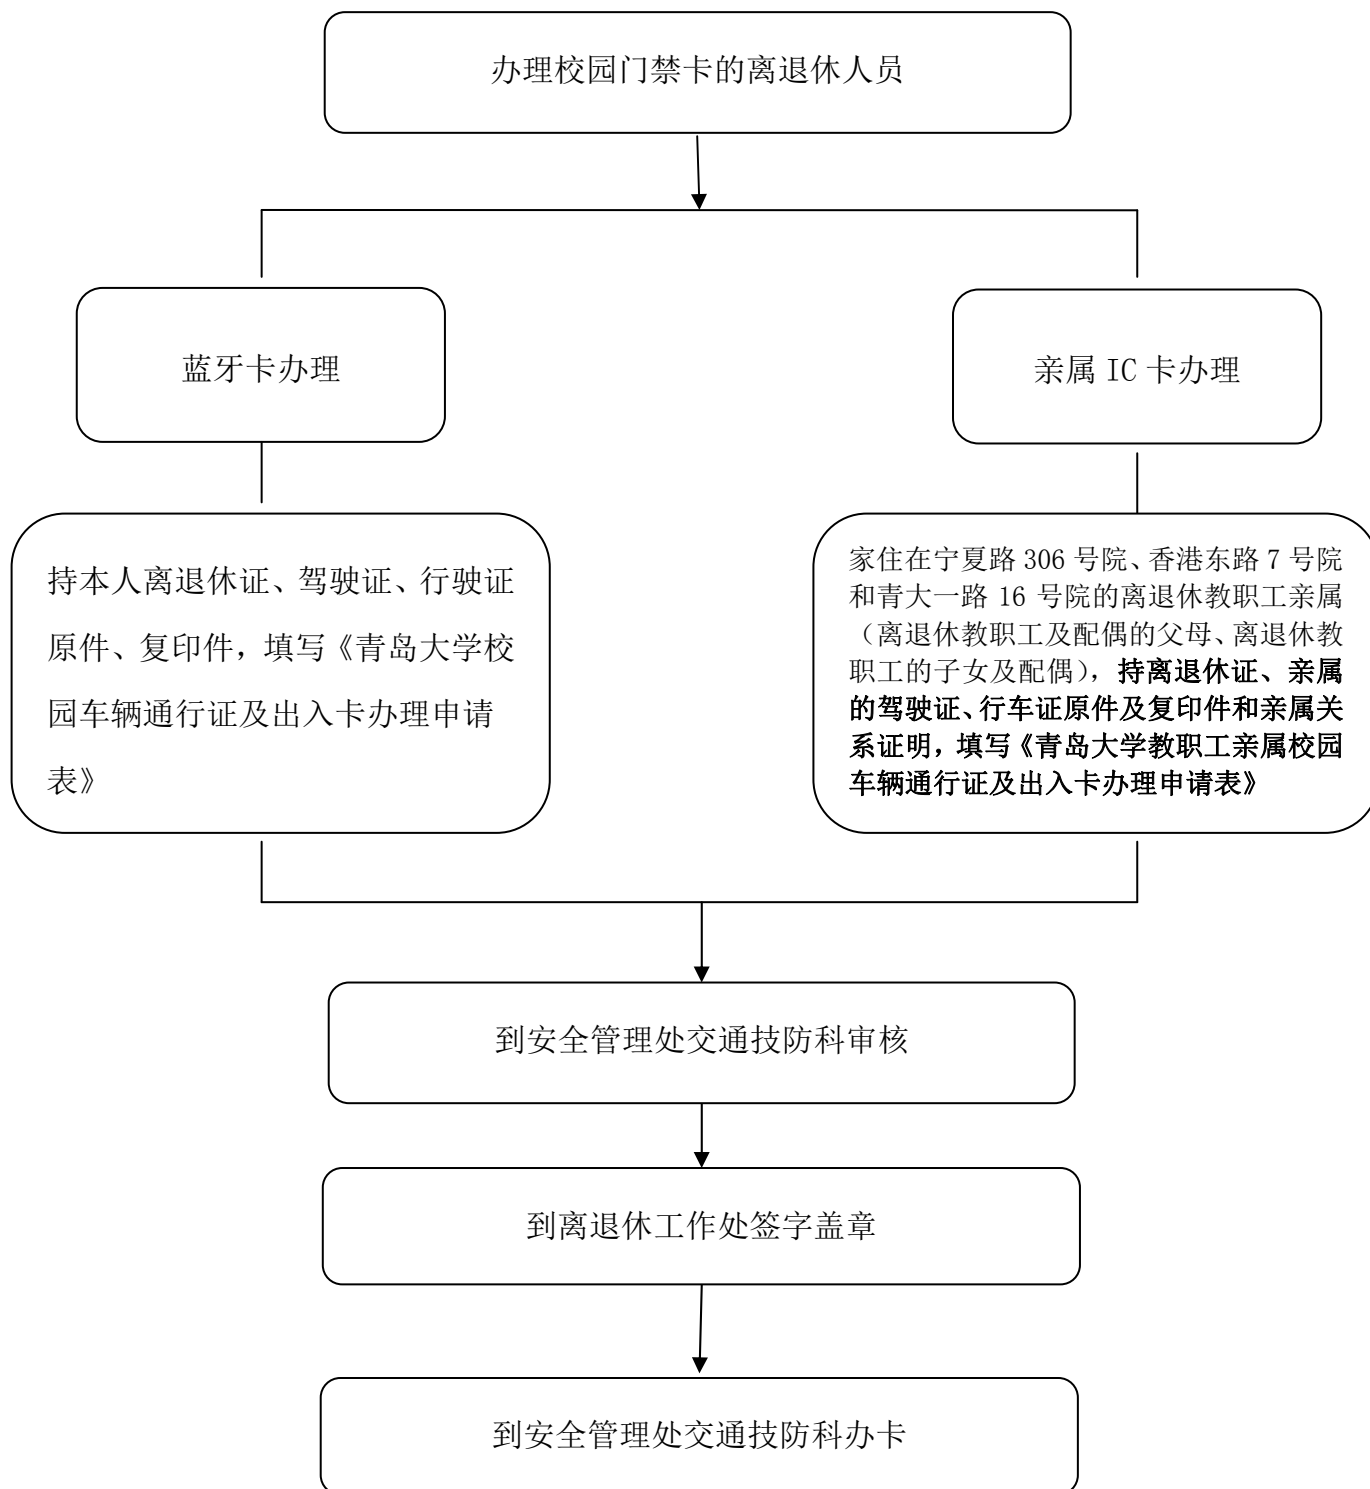 办理校园门禁卡的离退休人员
蓝牙卡办理
亲属 IC 卡办理
持本人离退休证、驾驶证、行驶证
原件、复印件，填写《青岛大学校
园车辆通行证及出入卡办理申请
表》
家住在宁夏路 306 号院、香港东路 7 号院
和青大一路 16 号院的离退休教职工亲属
（离退休教职工及配偶的父母、离退休教
职工的子女及配偶），持离退休证、亲属
的驾驶证、行车证原件及复印件和亲属关
系证明，填写《青岛大学教职工亲属校园
车辆通行证及出入卡办理申请表》
到安全管理处交通技防科审核
到离退休工作处签字盖章
到安全管理处交通技防科办卡